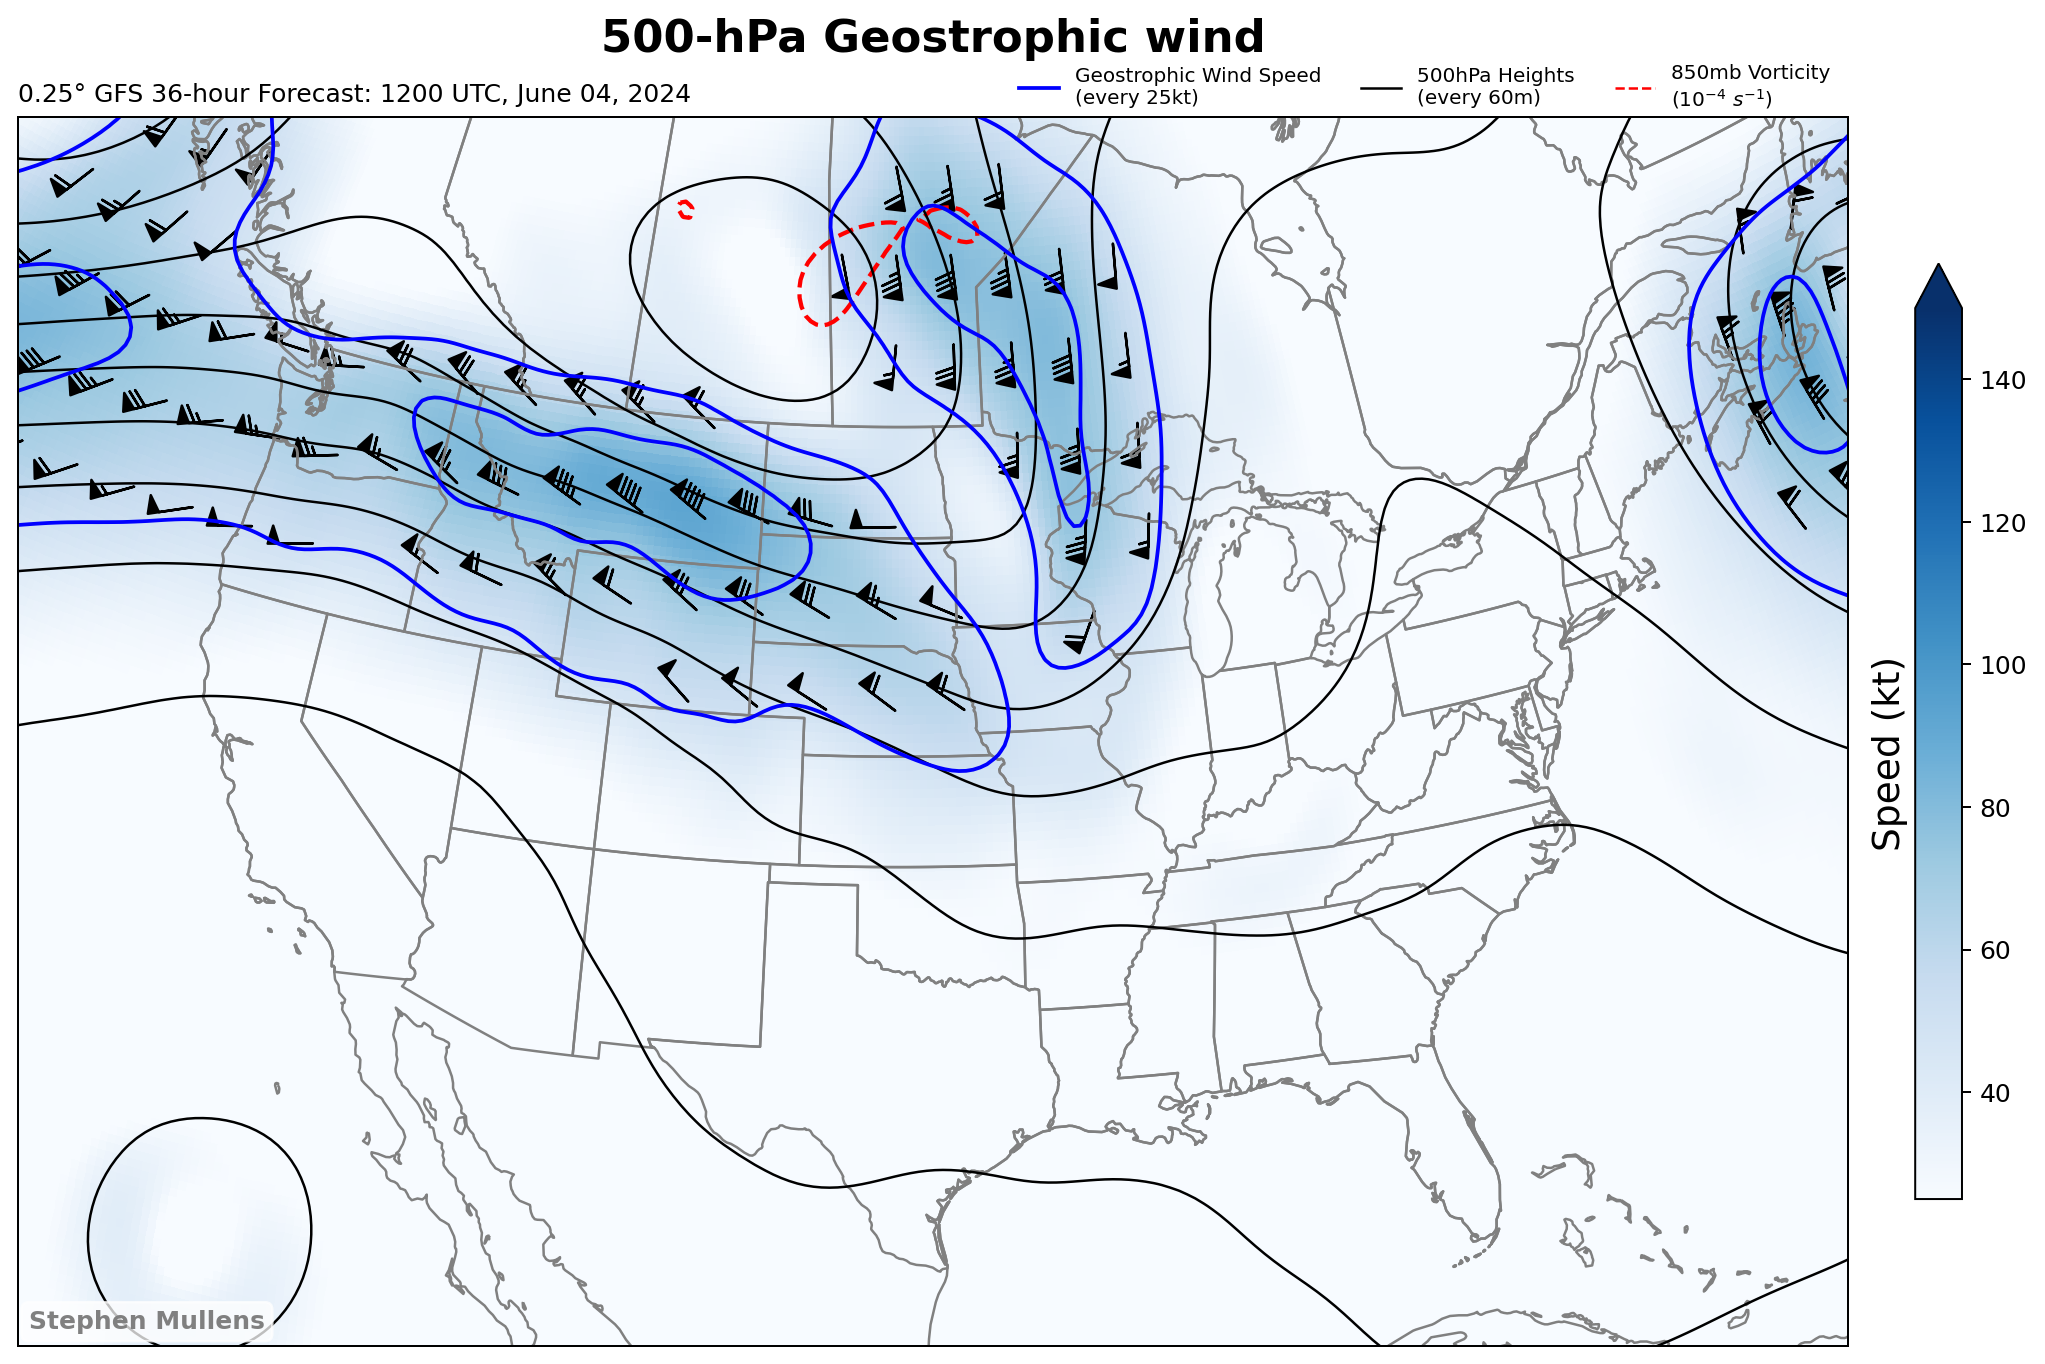 500-hPa Geostrophic wind
0.25° GFS 36-hour Forecast: 1200 UTC, June 04, 2024
Geostrophic Wind Speed
(every 25kt)
500hPa Heights
(every 60m)
850mb Vorticity
(10⁻⁴ s⁻¹)
140
120
100
80
60
40
Speed (kt)
Stephen Mullens